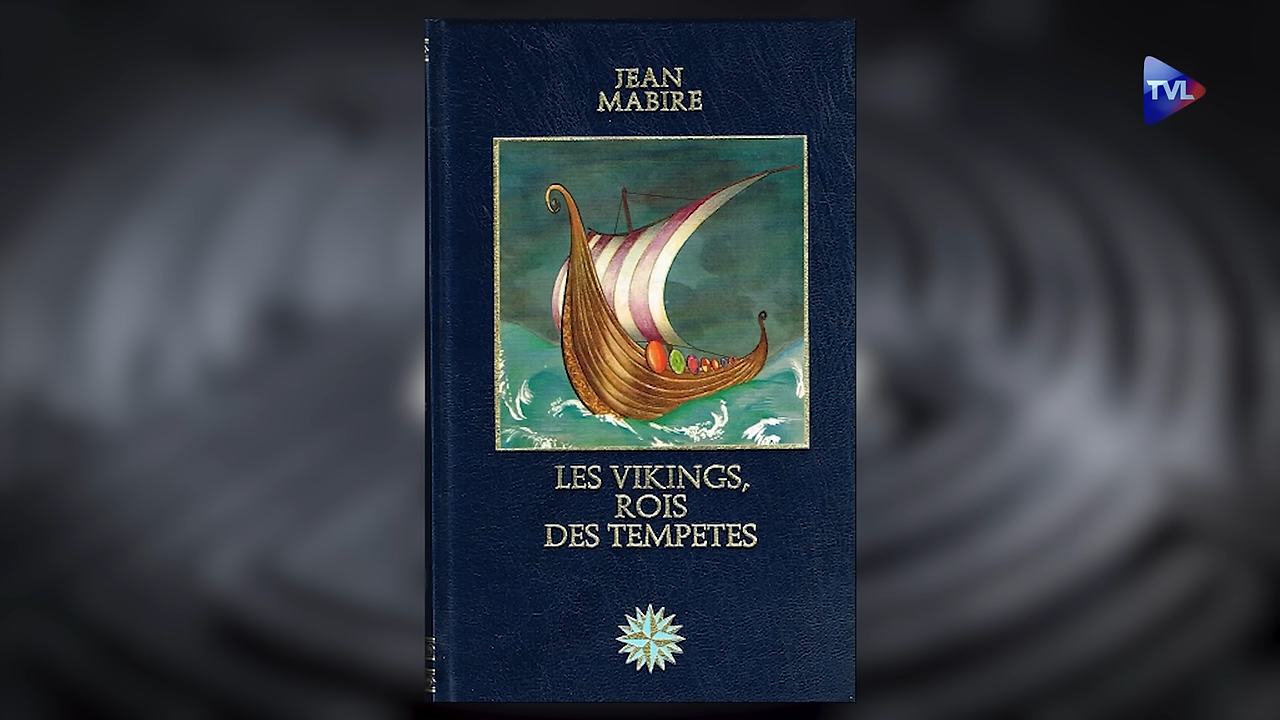 JEAN
MABIRE
TVL
LES VIKINGS,
ROIS
DES TEMPETES